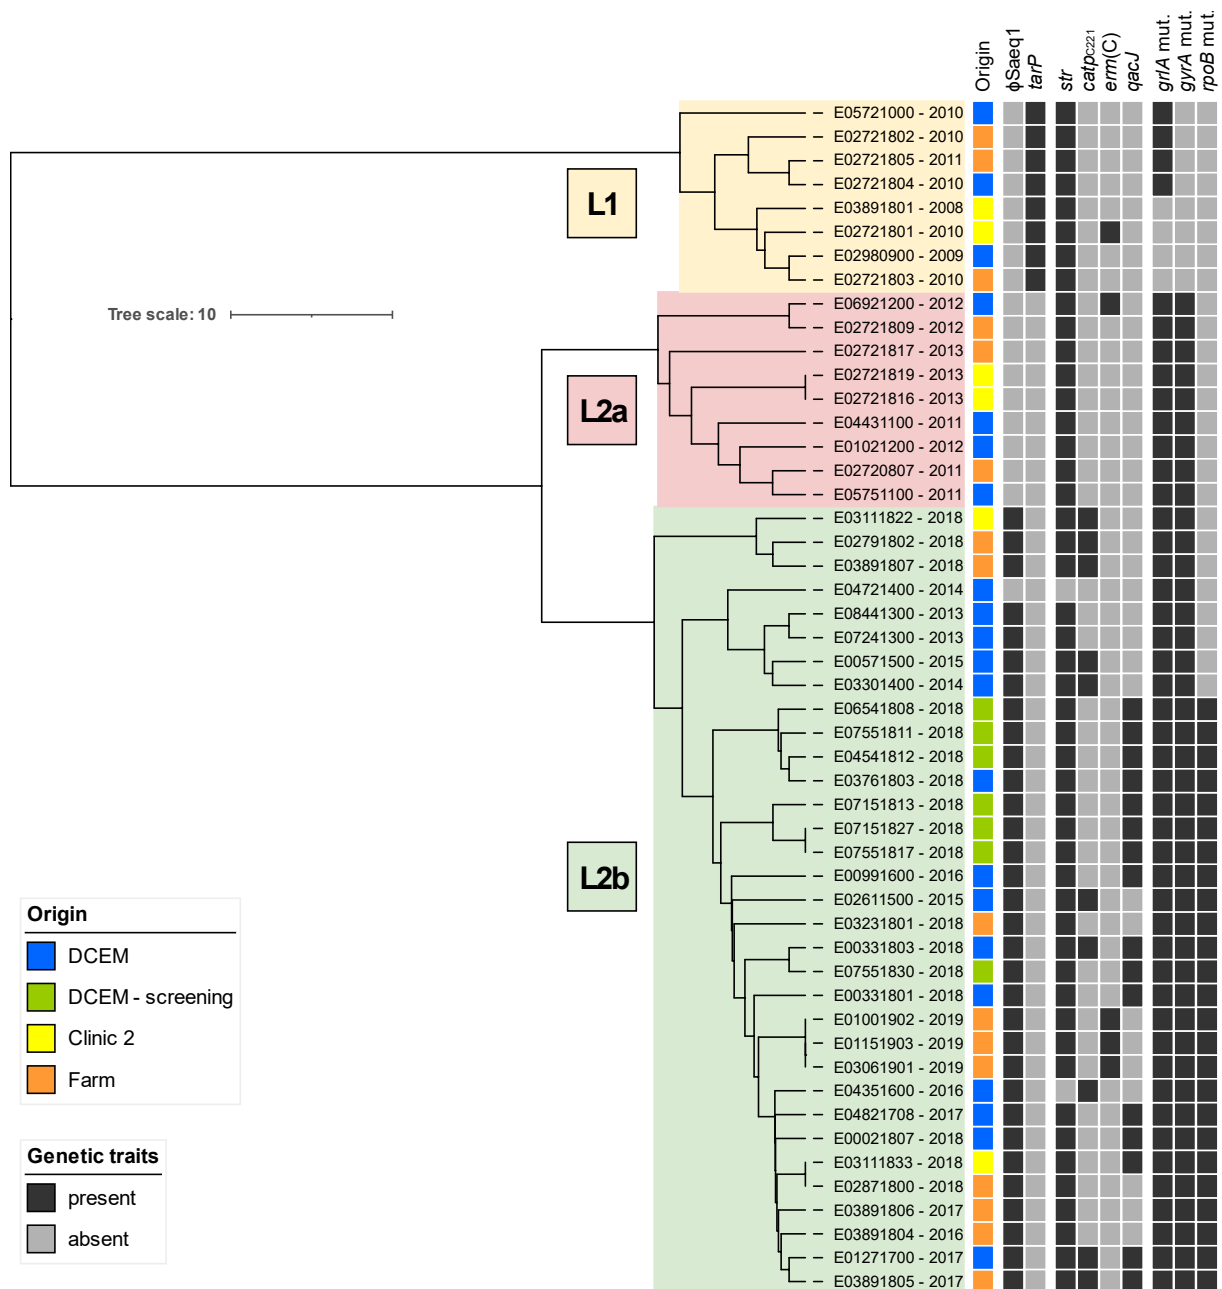 Origin
ϕSaeq1
tarP
str
catpC221
erm(C)
qacJ
grlA mut.
gyrA mut.
rpoB mut.
E05721000 - 2010
E02721802 - 2010
E02721805 - 2011
E02721804 - 2010
L1
E03891801 - 2008
E02721801 - 2010
E02980900 - 2009
E02721803 - 2010
E06921200 - 2012
Tree scale: 10
E02721809 - 2012
E02721817 - 2013
E02721819 - 2013
E02721816 - 2013
L2a
E04431100 - 2011
E01021200 - 2012
E02720807 - 2011
E05751100 - 2011
E03111822 - 2018
E02791802 - 2018
E03891807 - 2018
E04721400 - 2014
E08441300 - 2013
E07241300 - 2013
E00571500 - 2015
E03301400 - 2014
E06541808 - 2018
E07551811 - 2018
E04541812 - 2018
E03761803 - 2018
E07151813 - 2018
E07151827 - 2018
E07551817 - 2018
L2b
E00991600 - 2016
E02611500 - 2015
E03231801 - 2018
E00331803 - 2018
E07551830 - 2018
E00331801 - 2018
E01001902 - 2019
E01151903 - 2019
E03061901 - 2019
E04351600 - 2016
E04821708 - 2017
E00021807 - 2018
E03111833 - 2018
E02871800 - 2018
E03891806 - 2017
E03891804 - 2016
E01271700 - 2017
E03891805 - 2017
Origin
DCEM
DCEM - screening
Clinic 2
Farm
Genetic traits
present
absent